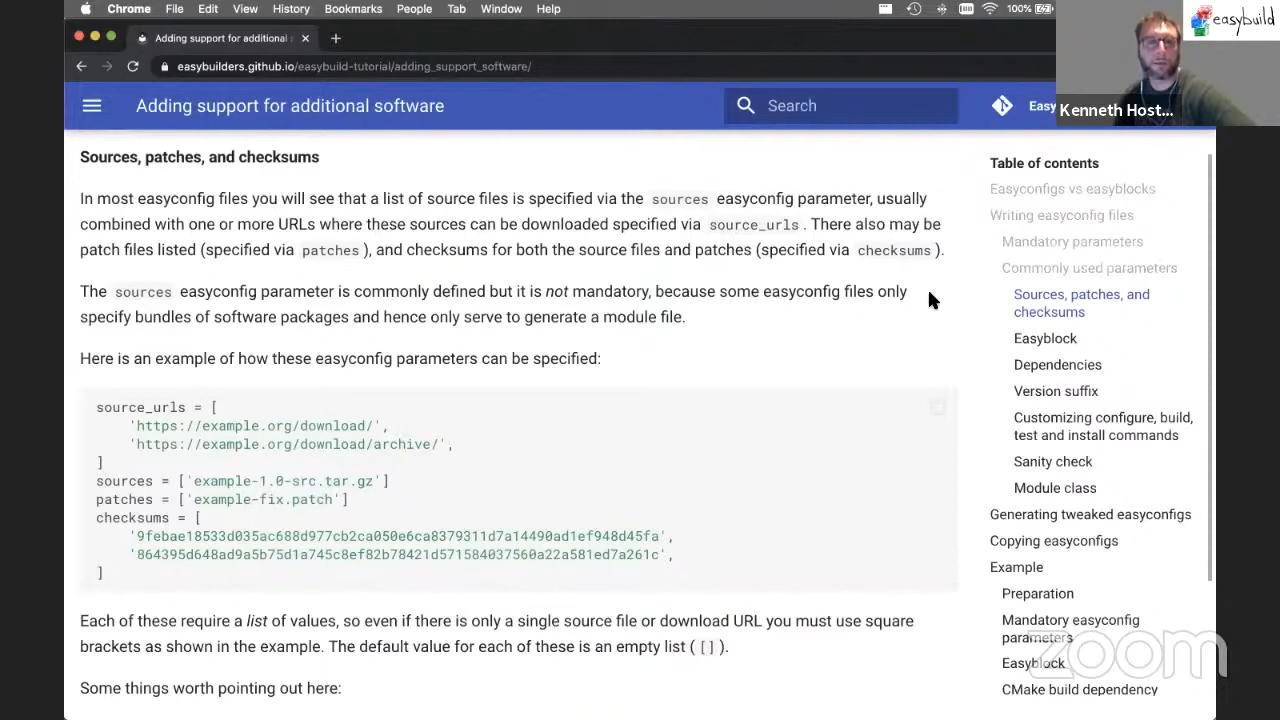 Chrome File Edit View History Bookmarks People Tab Window Help 100%
Adding support for additional
easybuilders.github.io/easybuild-tutorial/adding_support_software/
easybuild
Adding support for additional software
Search
Easy
Kenneth Host...
Sources, patches, and checksums
In most easyconfig files you will see that a list of source files is specified via the sources easyconfig parameter, usually
combined with one or more URLs where these sources can be downloaded specified via source_urls. There also may be
patch files listed (specified via patches), and checksums for both the source files and patches (specified via checksums).
The sources easyconfig parameter is commonly defined but it is not mandatory, because some easyconfig files only
specify bundles of software packages and hence only serve to generate a module file.
Here is an example of how these easyconfig parameters can be specified:
source_urls = [
'https://example.org/download/',
'https://example.org/download/archive/',
]
sources = ['example-1.0-src.tar.gz']
patches = ['example-fix.patch']
checksums = [
'9febae18533d035ac688d977cb2ca050e6ca8379311d7a14490ad1ef948d45fa',
'864395d648ad9a5b75d1a745c8ef82b78421d571584037560a22a581ed7a261c',
]
Each of these require a list of values, so even if there is only a single source file or download URL you must use square
brackets as shown in the example. The default value for each of these is an empty list ([]).
Some things worth pointing out here:
Table of contents
Easyconfigs vs easyblocks
Writing easyconfig files
Mandatory parameters
Commonly used parameters
Sources, patches, and
checksums
Easyblock
Dependencies
Version suffix
Customizing configure, build,
test and install commands
Sanity check
Module class
Generating tweaked easyconfigs
Copying easyconfigs
Example
Preparation
Mandatory easyconfig
parameters
Easyblock
CMake build dependency
zoom